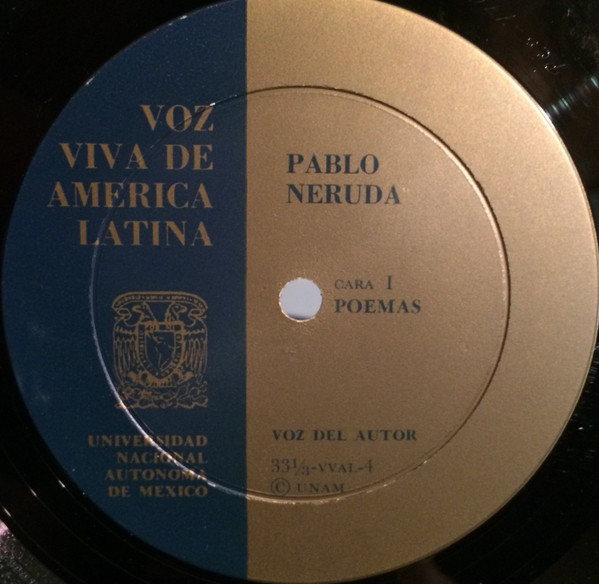 VOZ
VIVA DE
AMERICA
LATINA
PABLO
NERUDA
CARA I
POEMAS
UNIVERSIDAD
NACIONAL
AUTONOMA
DE MEXICO
VOZ DEL AUTOR
33⅓-VVAL-4
© UNAM